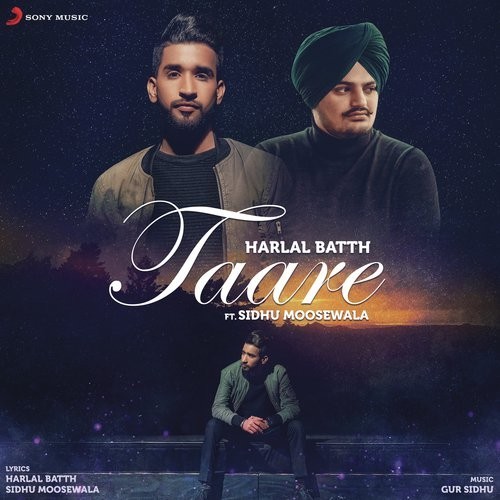 SONY MUSIC
HARLAL BATTH
Taare
FT. SIDHU MOOSEWALA
LYRICS
HARLAL BATTH
SIDHU MOOSEWALA
MUSIC
GUR SIDHU